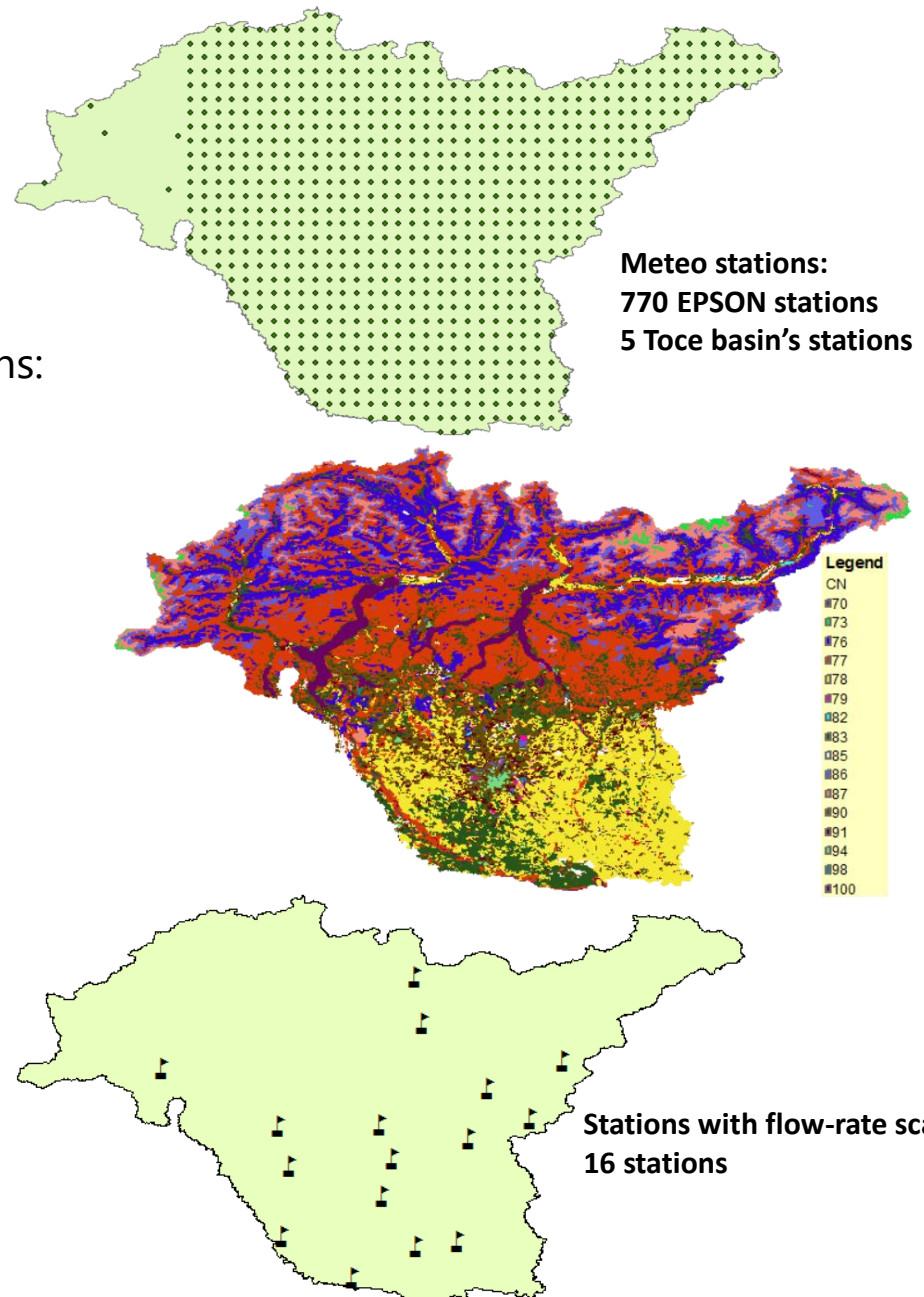 Meteo stations:
770 EPSON stations
5 Toce basin's stations
ns:
Legend
CN
70
73
76
77
78
79
82
83
85
86
87
90
91
94
98
100
Stations with flow-rate sca
16 stations